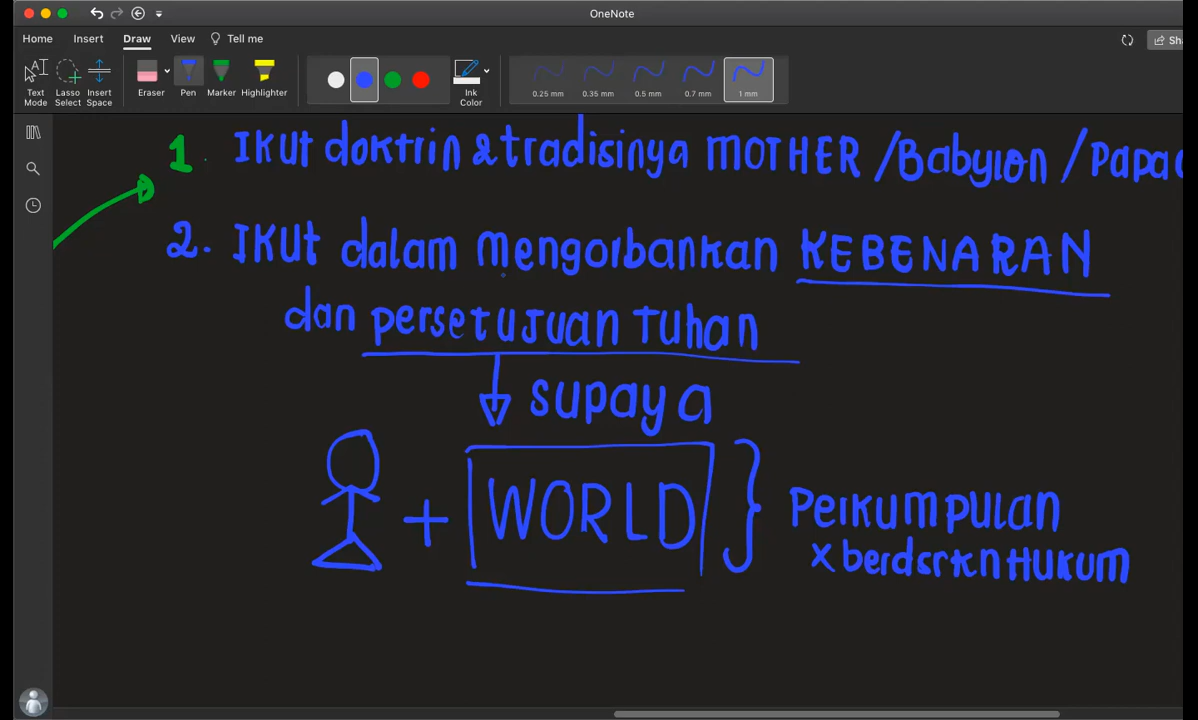 OneNote
Home Insert Draw View Tell me
Sha
Text Mode Lasso Select Insert Space Eraser Pen Marker Highlighter Ink Color 0.25 mm 0.35 mm 0.5 mm 0.7 mm 1 mm
1. Ikut doktrin & tradisinya MOTHER / Babylon / Papac
2. Ikut dalam mengorbankan KEBENARAN
dan persetujuan tuhan
supaya
+ WORLD } Perkumpulan
x berdsrkn Hukum